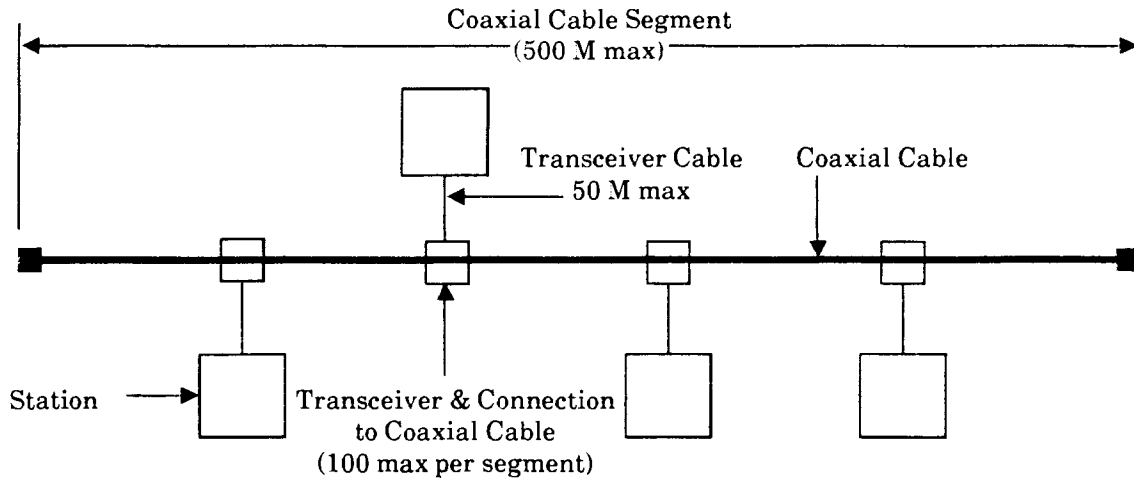 Coaxial Cable Segment
(500 M max)
Transceiver Cable
50 M max
Coaxial Cable
Station
Transceiver & Connection
to Coaxial Cable
(100 max per segment)